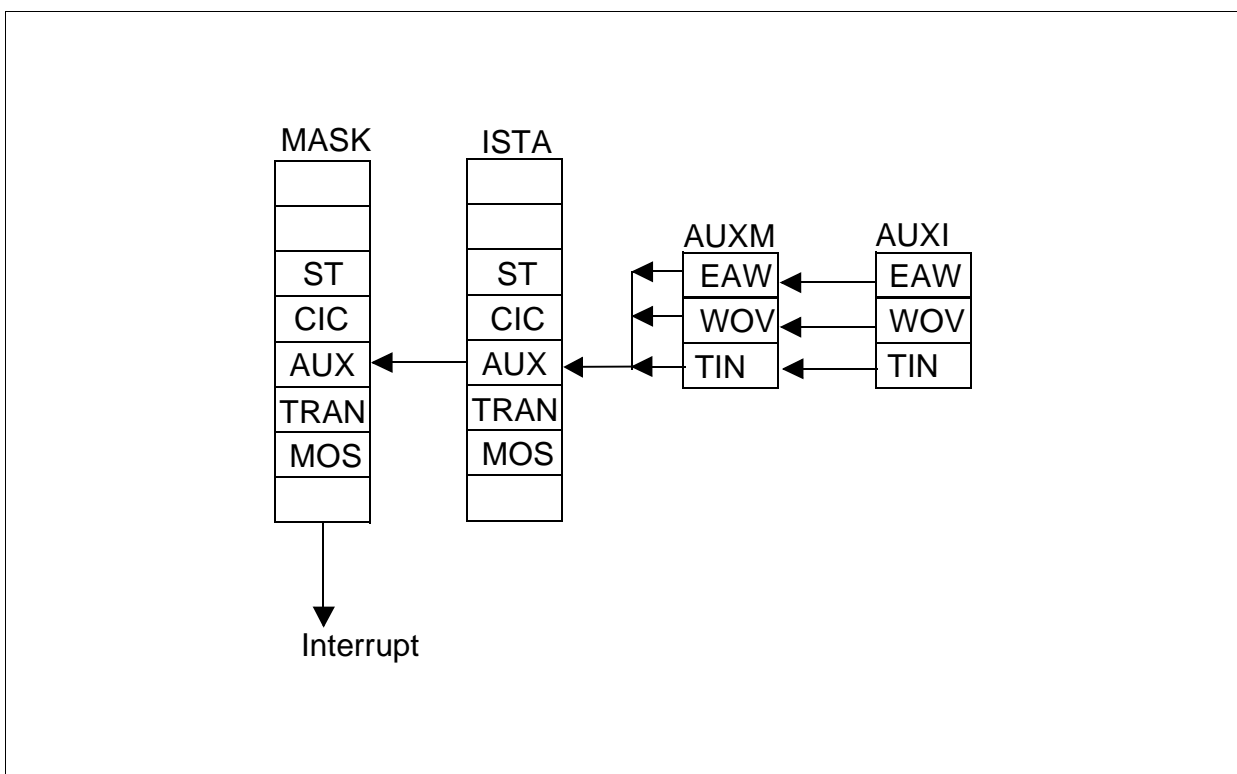 MASK
ISTA
AUXM
AUXI
ST
ST
EAW
EAW
CIC
CIC
WOV
WOV
AUX
AUX
TIN
TIN
TRAN
TRAN
MOS
MOS
Interrupt